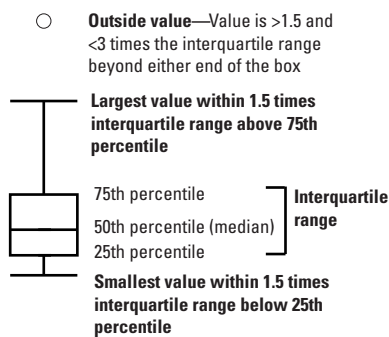 Outside value—Value is >1.5 and
<3 times the interquartile range
beyond either end of the box
Largest value within 1.5 times
interquartile range above 75th
percentile
75th percentile
50th percentile (median)
25th percentile
Interquartile
range
Smallest value within 1.5 times
interquartile range below 25th
percentile